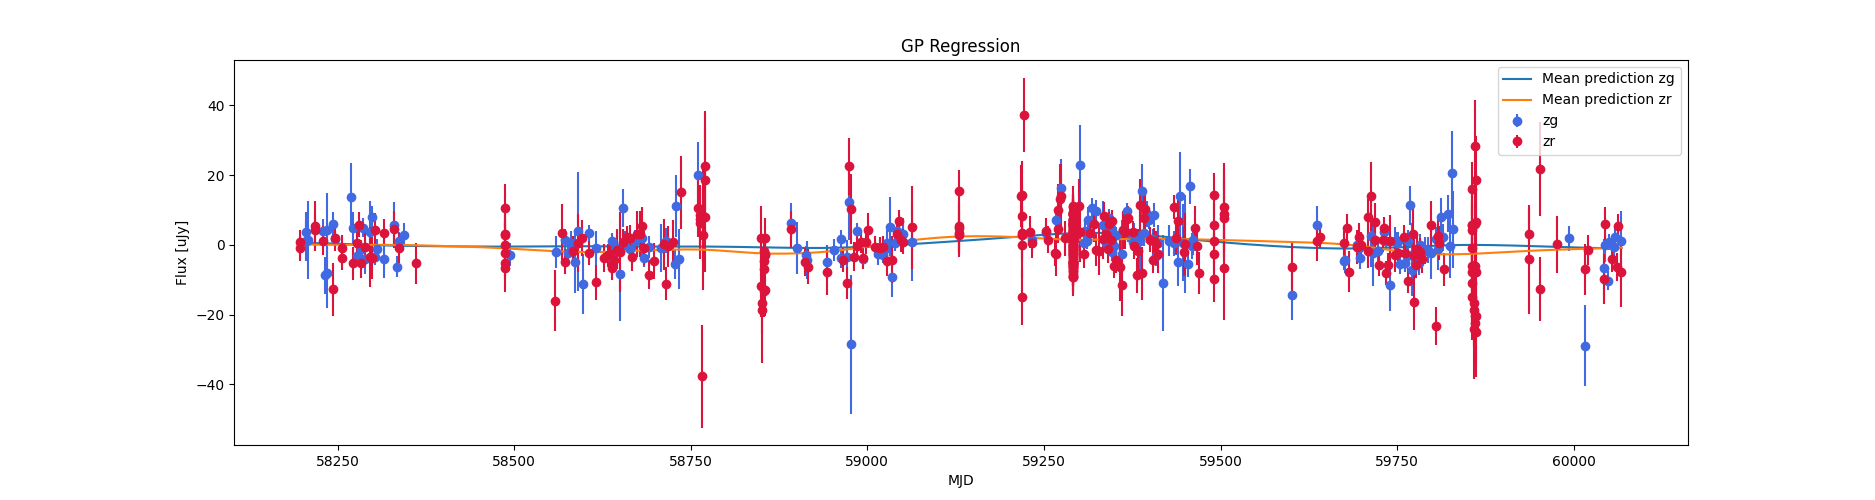 GP Regression
Flux [uJy]
40
20
0
−20
−40
58250
58500
58750
59000
59250
59500
59750
60000
MJD
Mean prediction zg
Mean prediction zr
zg
zr